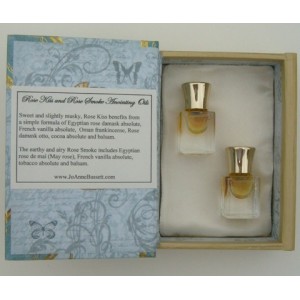 Rose Kiss and Rose Smoke Anointing Oils
Sweet and slightly musky, Rose Kiss benefits from
a simple formula of Egyptian rose damask absolute,
French vanilla absolute, Omani frankincense, Rose
damask otto, cocoa absolute and balsam.
The earthy and airy Rose Smoke includes Egyptian
rose de mai (May rose), French vanilla absolute,
tobacco absolute and balsam.
www.JoAnneBassett.com